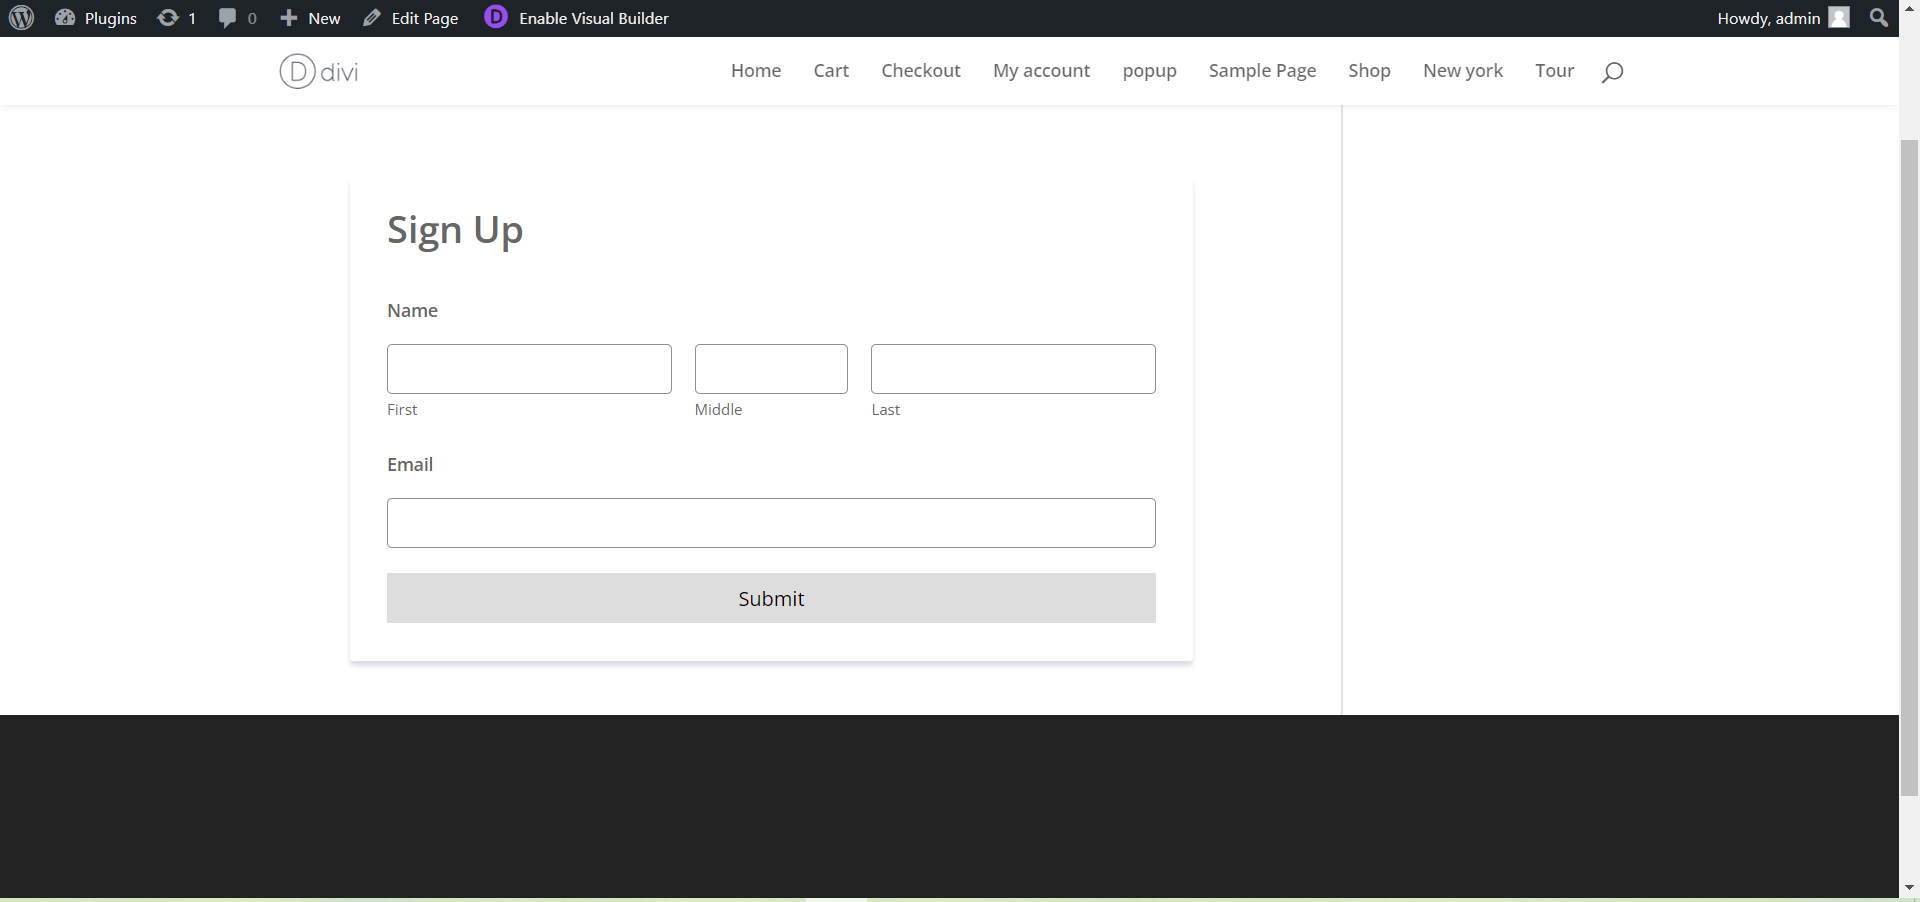 Plugins 1 0 New Edit Page D Enable Visual Builder Howdy, admin
D divi Home Cart Checkout My account popup Sample Page Shop New york Tour
Sign Up
Name
First Middle Last
Email
Submit